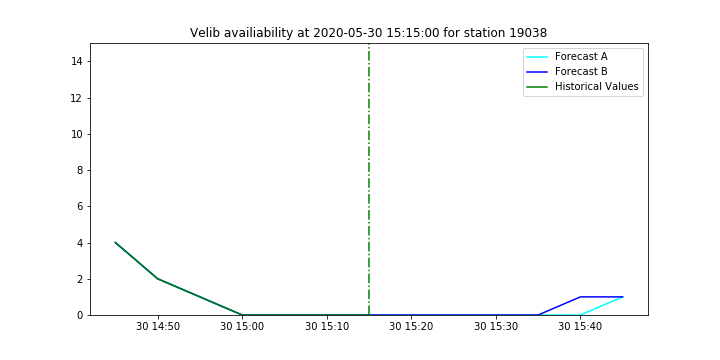 Velib availiability at 2020-05-30 15:15:00 for station 19038
Forecast A
Forecast B
Historical Values
14
12
10
8
6
4
2
0
30 14:50 30 15:00 30 15:10 30 15:20 30 15:30 30 15:40